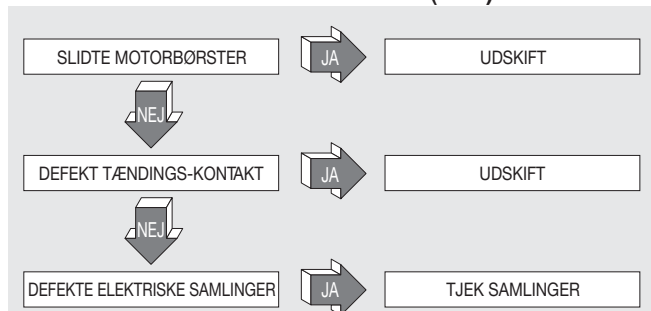 SLIDTE MOTORBØRSTER JA UDSKIFT
NEJ
DEFEKT TÆNDINGS-KONTAKT JA UDSKIFT
NEJ
DEFEKTE ELEKTRISKE SAMLINGER JA TJEK SAMLINGER